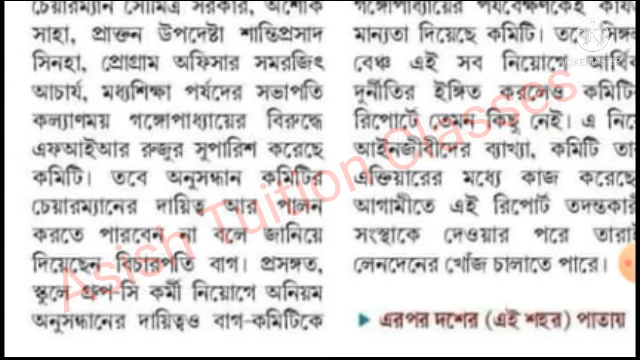 চেয়ারম্যান সৌমিত্র সরকার, অশোক
সাহা, প্রাক্তন উপদেষ্টা শান্তিপ্রসাদ
সিনহা, প্রোগ্রাম অফিসার সমরজিৎ
আচার্য, মধ্যশিক্ষা পর্ষদের সভাপতি
কল্যাণময় গঙ্গোপাধ্যায়ের বিরুদ্ধে
এফআইআর রুজুর সুপারিশ করেছে
কমিটি। তবে অনুসন্ধান কমিটির
চেয়ারম্যানের দায়িত্ব আর পালন
করতে পারবেন না বলে জানিয়ে
দিয়েছেন বিচারপতি বাগ। প্রসঙ্গত,
স্কুলে গ্রুপ-সি কর্মী নিয়োগে অনিয়ম
অনুসন্ধানের দায়িত্বও বাগ-কমিটিকে
গঙ্গোপাধ্যায়ের পর্যবেক্ষণকেই
মান্যতা দিয়েছে কমিটি। তবে
বেঞ্চ এই সব নিয়োগে
দুর্নীতির ইঙ্গিত করলেও
রিপোর্টে তেমন কিছু নেই। এ
আইনজীবীদের ব্যাখ্যা, কমিটি
এক্তিয়ারের মধ্যে কাজ করেছে
আগামীতে এই রিপোর্ট
সংস্থাকে দেওয়ার পরে
লেনদেনের খোঁজ চালাতে পারে।
▶ এরপর দশের (এই শহর) পাতায়
Asish Tuition Classes
KINEMASTER